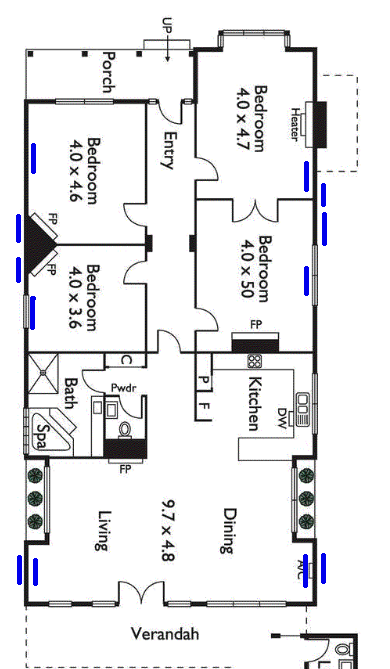 UP
Porch
Entry
Bedroom
4.0 x 4.7
Heater
Bedroom
4.0 x 4.6
FP
FP
Bedroom
4.0 x 3.6
Bedroom
4.0 x 50
FP
C
Pwdr
Bath
Spa
P
F
Kitchen
DW
FP
Living
9.7 x 4.8
Dining
A/C
Verandah
L